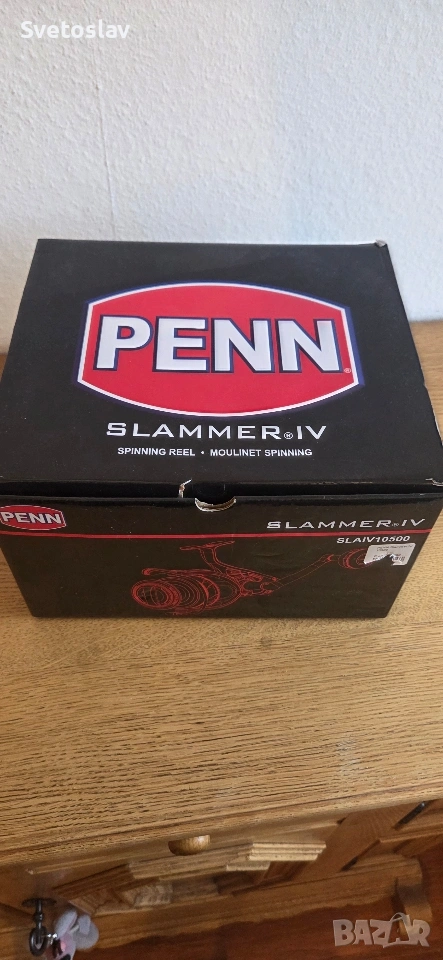 Svetoslav
PENN®
SLAMMER®IV
SPINNING REEL • MOULINET SPINNING
PENN
SLAMMER®IV
SLAIV10500
BAZAR